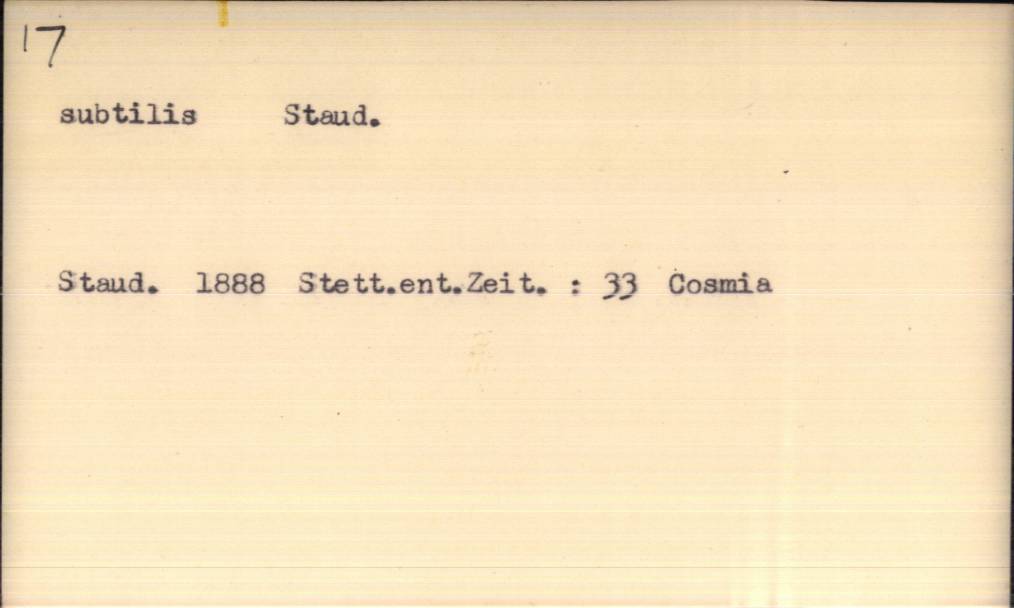 17
subtilis Staud.
Staud. 1888 Stett.ent.Zeit. : 33 Cosmia